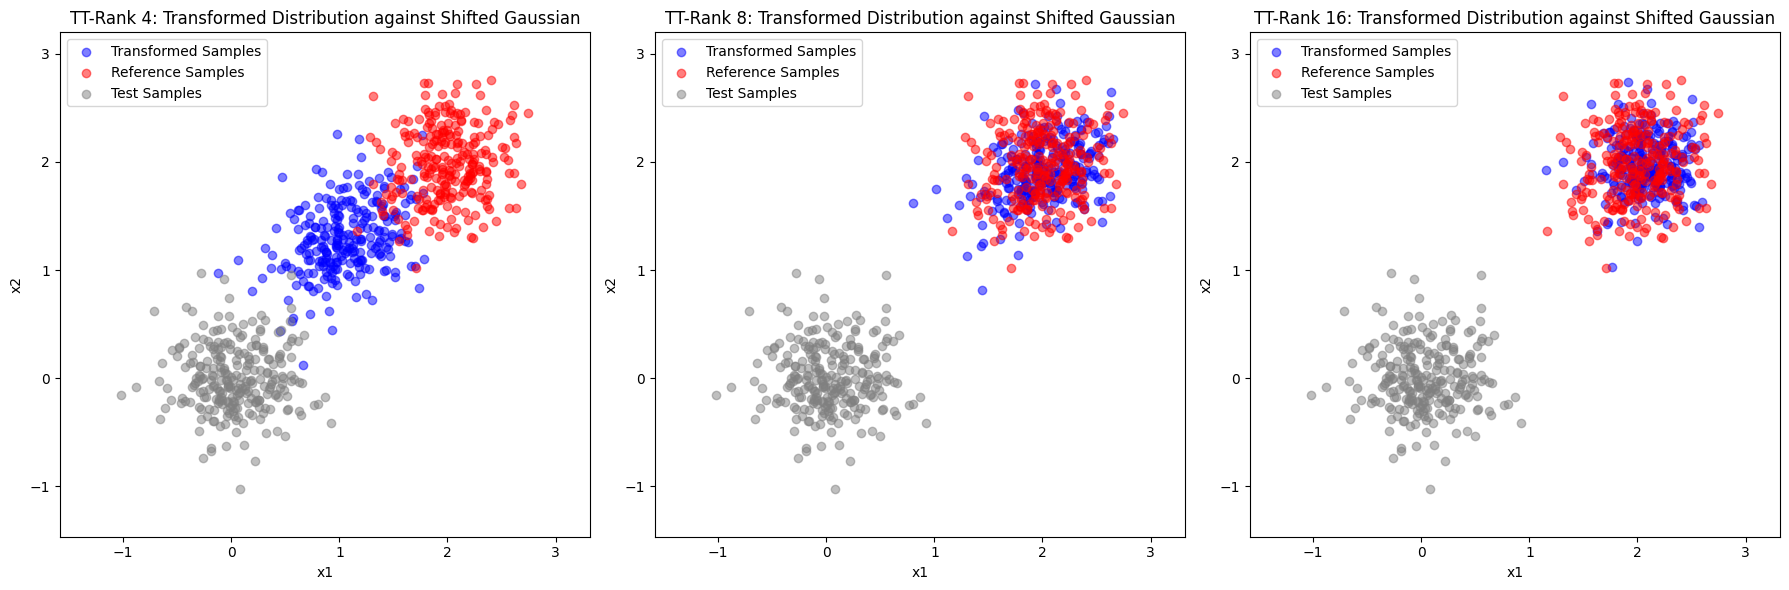 TT-Rank 4: Transformed Distribution against Shifted Gaussian
Transformed Samples
Reference Samples
Test Samples
x2
3
2
1
0
−1
−1
0
1
2
3
x1
TT-Rank 8: Transformed Distribution against Shifted Gaussian
Transformed Samples
Reference Samples
Test Samples
x2
3
2
1
0
−1
−1
0
1
2
3
x1
TT-Rank 16: Transformed Distribution against Shifted Gaussian
Transformed Samples
Reference Samples
Test Samples
x2
3
2
1
0
−1
−1
0
1
2
3
x1